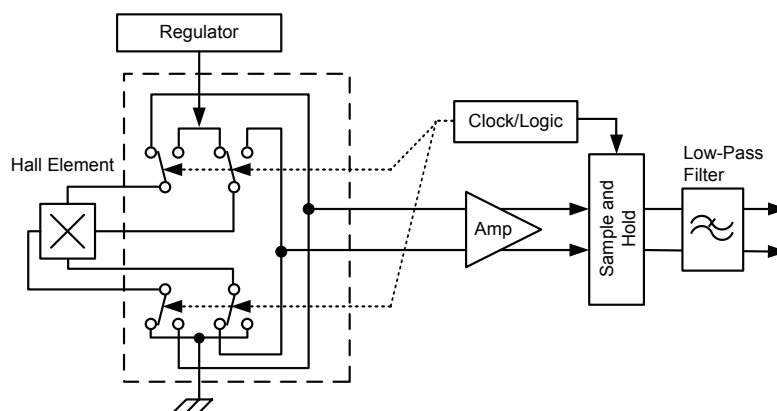 Regulator
Clock/Logic
Hall Element
Low-Pass
Filter
Amp
Sample and
Hold